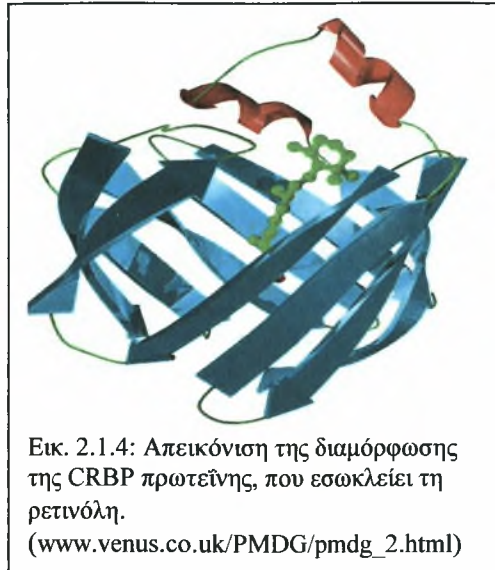 Εικ. 2.1.4: Απεικόνιση της διαμόρφωσης
της CRBP πρωτεΐνης, που εσωκλείει τη
ρετινόλη.
(www.venus.co.uk/PMDG/pmdg_2.html)